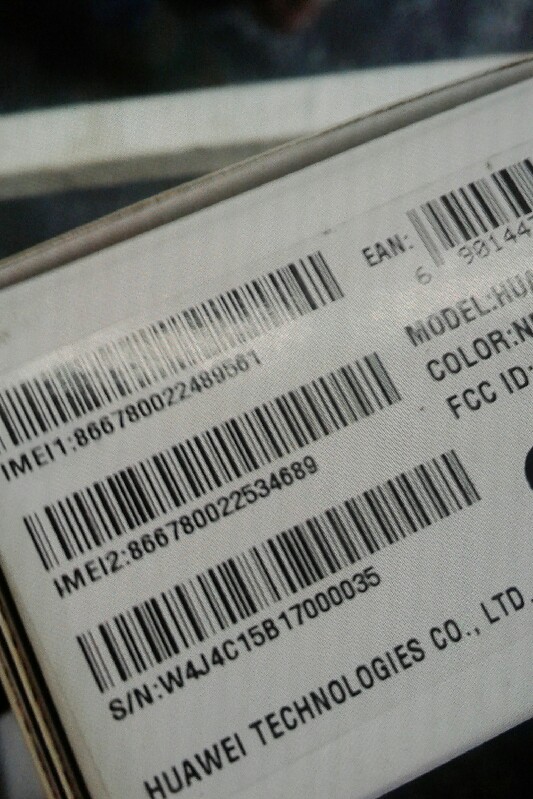 IMEI1:866780022489561
IMEI2:866780022534689
S/N:W4J4C15B17000035
HUAWEI TECHNOLOGIES CO., LTD.
EAN:
6 901447
MODEL:HUA
COLOR:N
FCC ID: